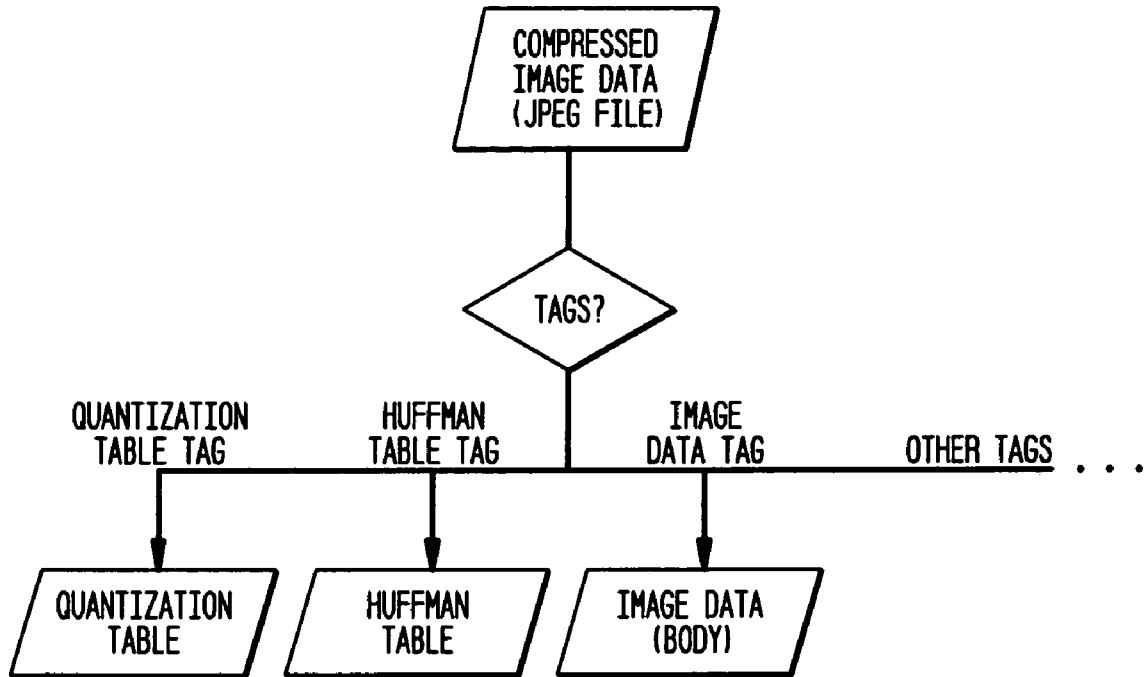 COMPRESSED
IMAGE DATA
(JPEG FILE)
TAGS?
QUANTIZATION
TABLE TAG
HUFFMAN
TABLE TAG
IMAGE
DATA TAG
OTHER TAGS . . .
QUANTIZATION
TABLE
HUFFMAN
TABLE
IMAGE DATA
(BODY)